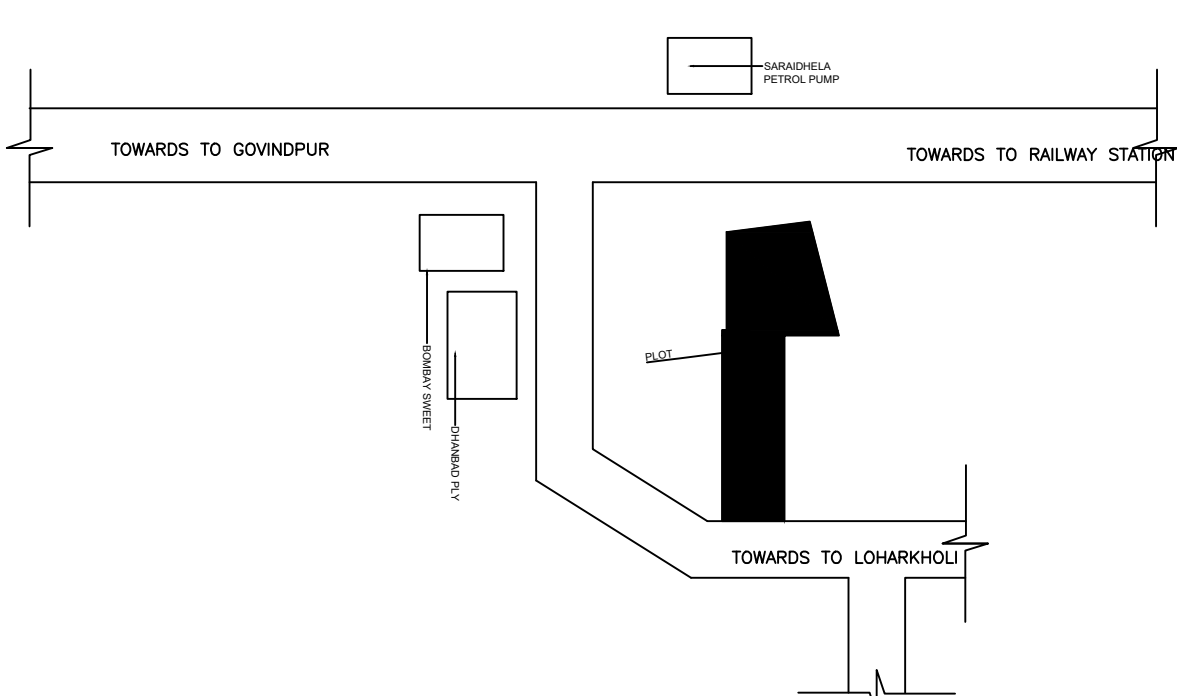 SARAIDHELA
PETROL PUMP
TOWARDS TO GOVINDPUR
TOWARDS TO RAILWAY STATION
BOMBAY SWEET
DHANBAD PLY
PLOT
TOWARDS TO LOHARKHOLI